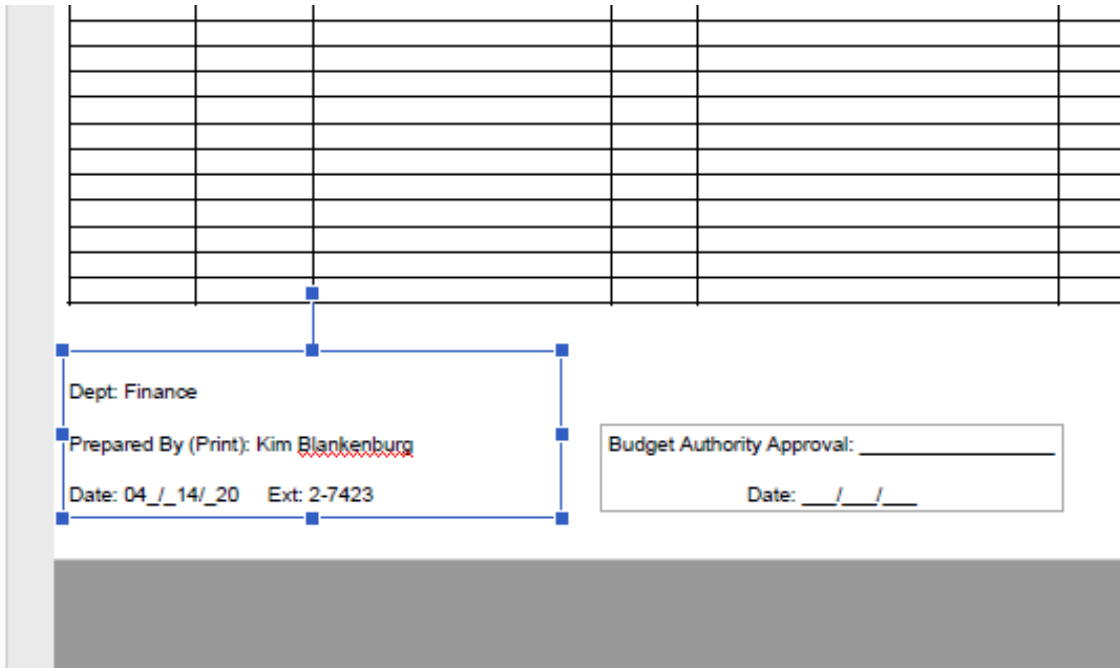 Dept: Finance
Prepared By (Print): Kim Blankenburg
Date: 04_/_14/_20 Ext: 2-7423
Budget Authority Approval: ___________________
Date: ___/___/___